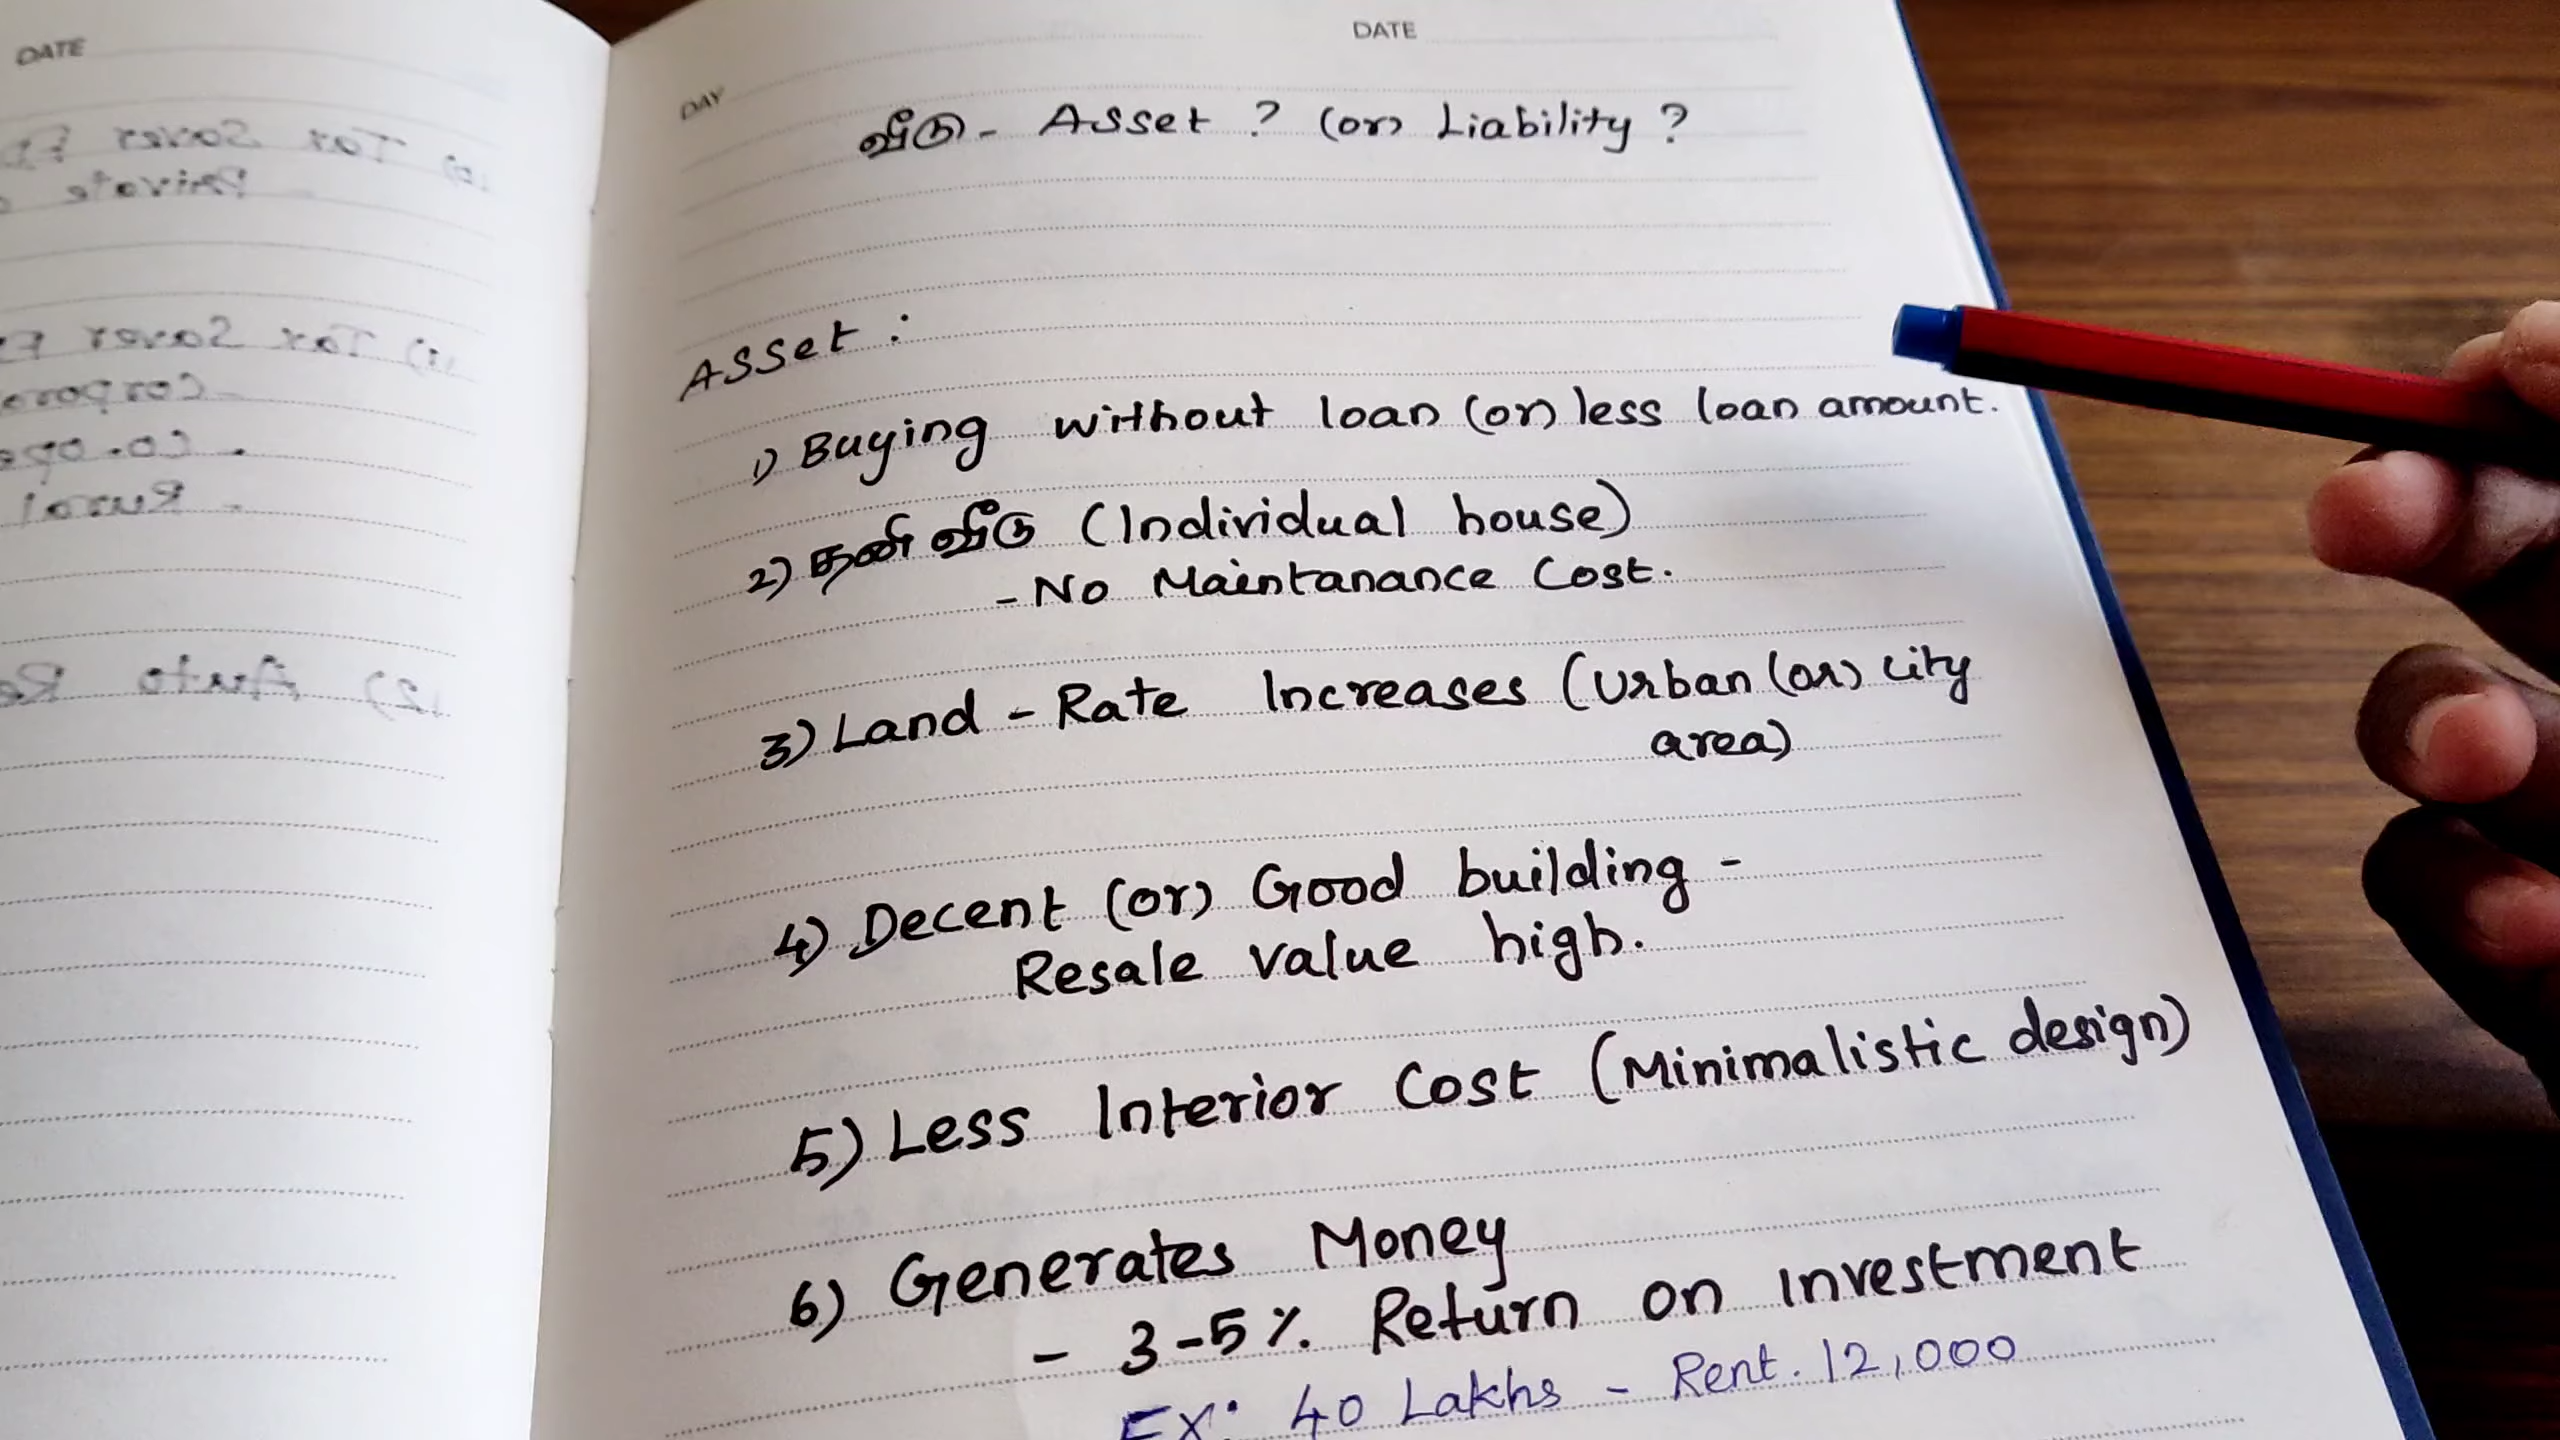 DATE
DAY
DATE
வீடு - Asset ? (or) Liability ?
Asset :
1) Buying without loan (or) less loan amount.
2) தனி வீடு (Individual house)
- No Maintanance Cost.
3) Land - Rate Increases (Urban (or) city
area)
4) Decent (or) Good building -
Resale value high.
5) Less Interior Cost (Minimalistic design)
6) Generates Money
- 3-5 % Return on investment
EX: 40 Lakhs - Rent. 12,000